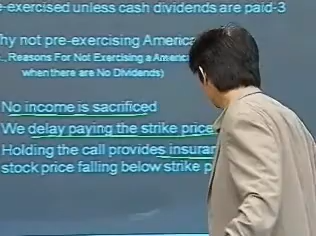 e-exercised unless cash dividends are paid-3
hy not pre-exercising America
., Reasons For Not Exercising a America
when there are No Dividends)
No income is sacrificed
We delay paying the strike price
Holding the call provides insuran
stock price falling below strike p